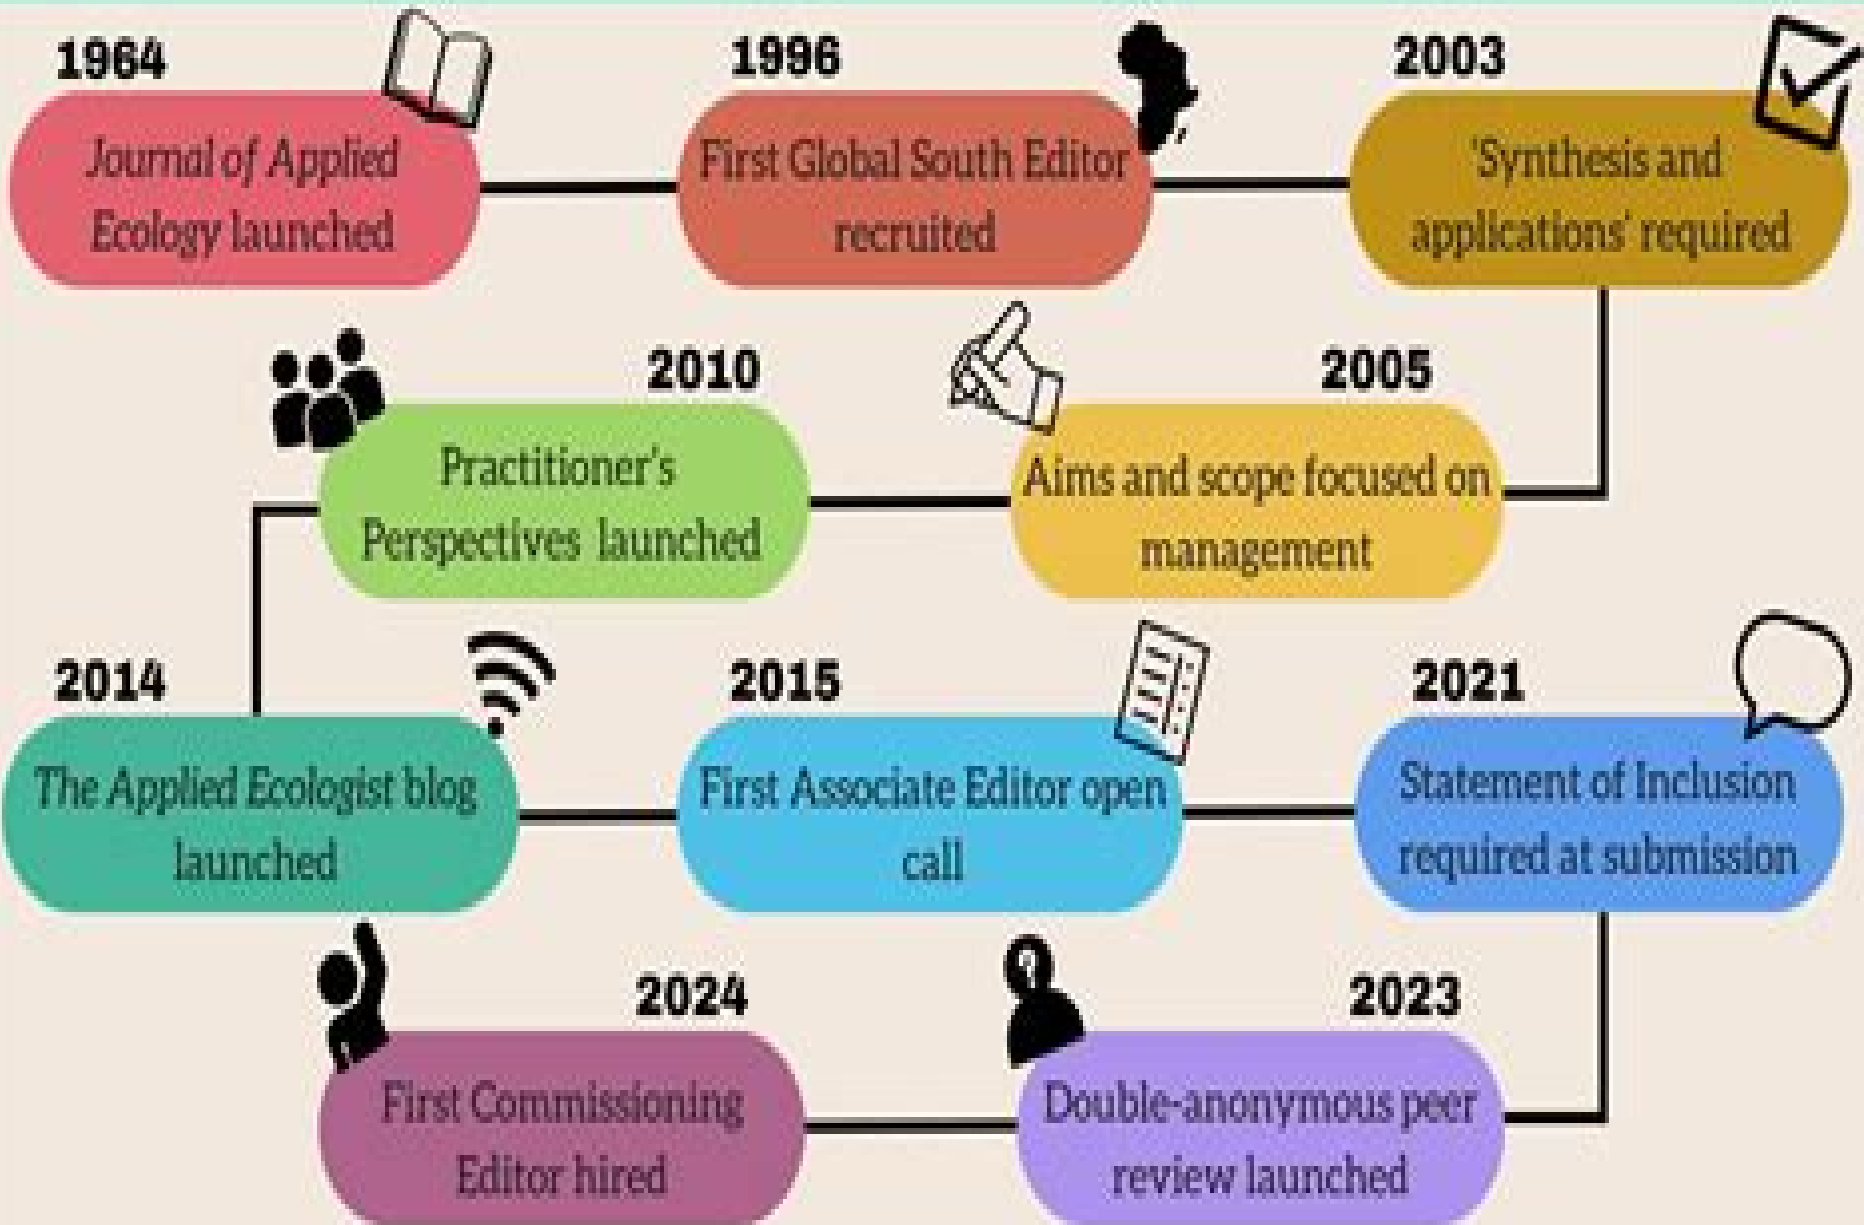 1964
Journal of Applied
Ecology launched
1996
First Global South Editor
recruited
2003
'Synthesis and
applications' required
2005
Aims and scope focused on
management
2010
Practitioner's
Perspectives launched
2014
The Applied Ecologist blog
launched
2015
First Associate Editor open
call
2021
Statement of Inclusion
required at submission
2023
Double-anonymous peer
review launched
2024
First Commissioning
Editor hired